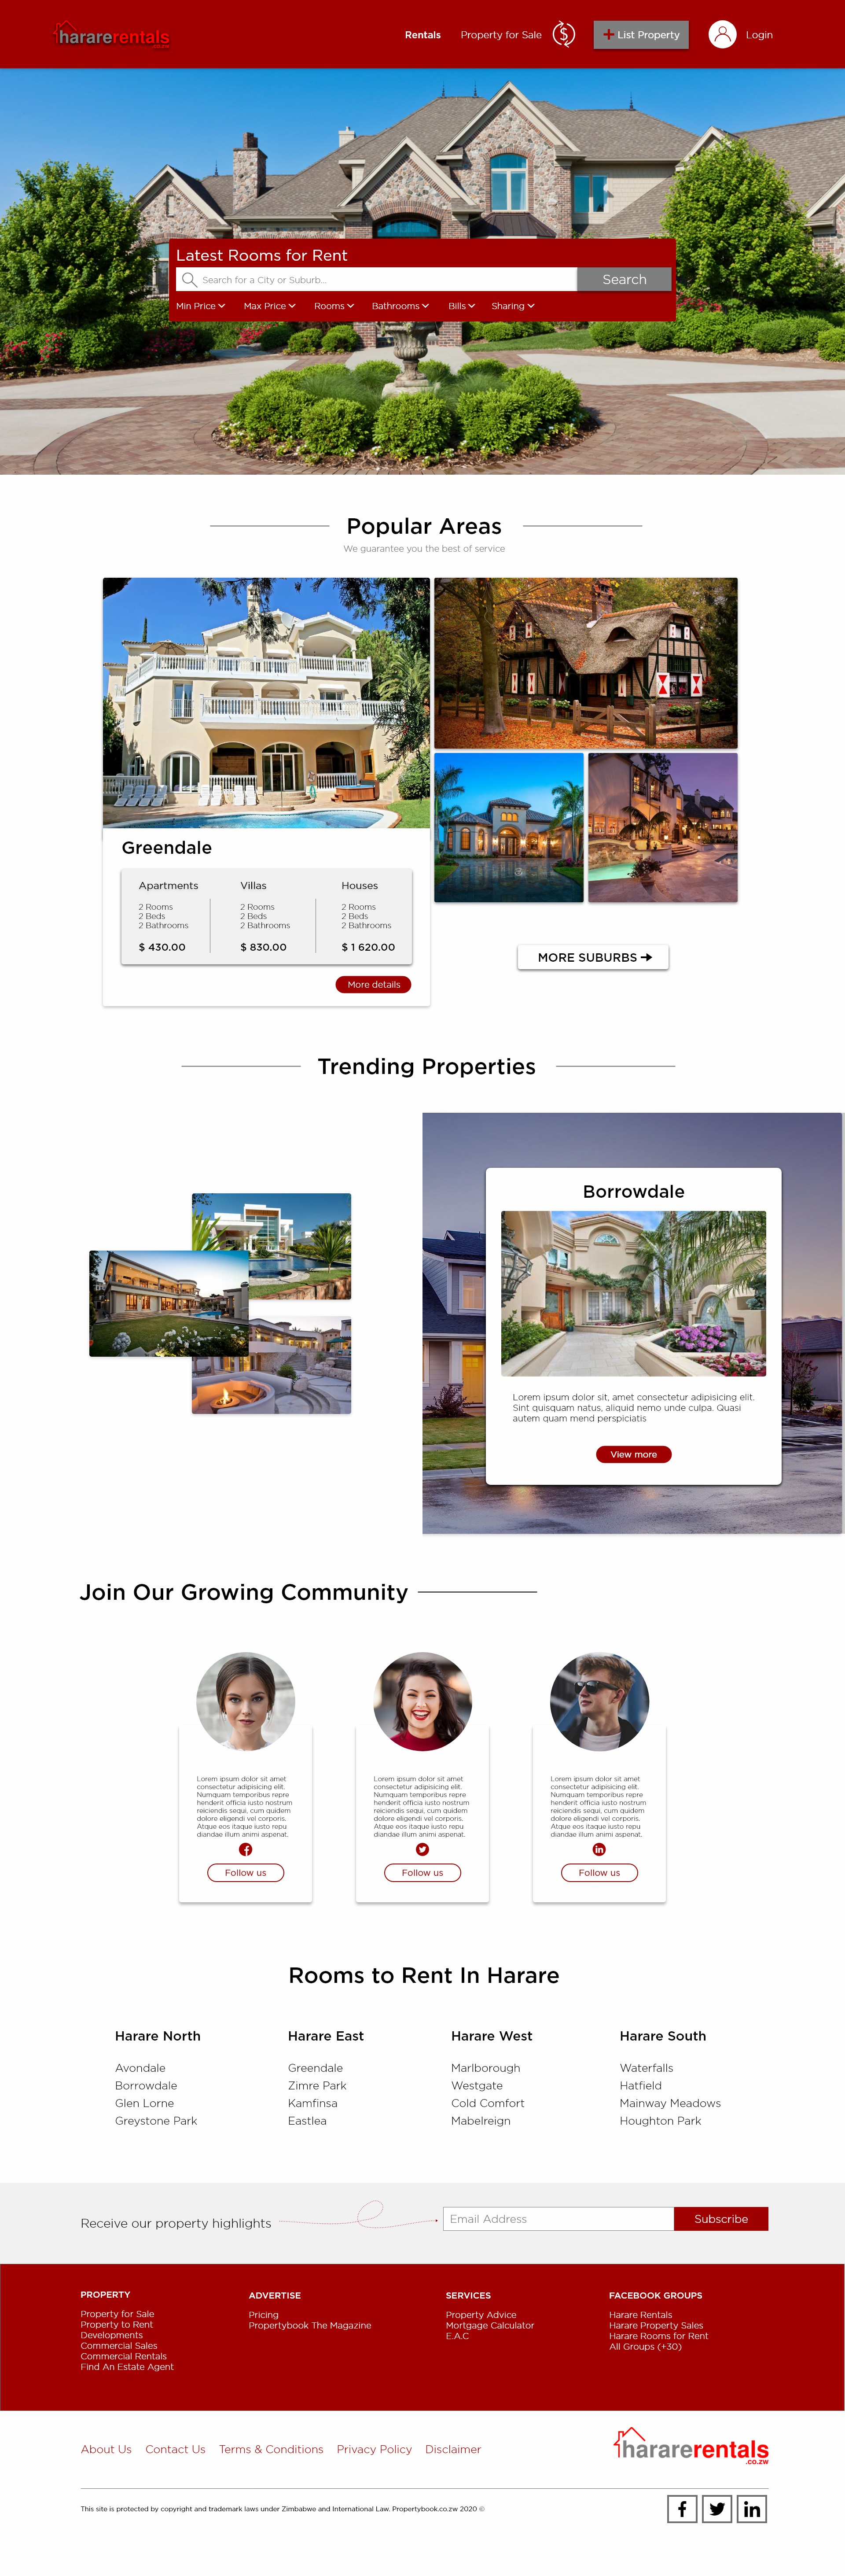 hararerentals
.co.zw
Rentals
Property for Sale
$
List Property
Login
Latest Rooms for Rent
Search for a City or Suburb...
Search
Min Price
Max Price
Rooms
Bathrooms
Bills
Sharing
Popular Areas
We guarantee you the best of service
Greendale
Apartments
2 Rooms
2 Beds
2 Bathrooms
$ 430.00
Villas
2 Rooms
2 Beds
2 Bathrooms
$ 830.00
Houses
2 Rooms
2 Beds
2 Bathrooms
$ 1 620.00
More details
MORE SUBURBS
Trending Properties
Borrowdale
Lorem ipsum dolor sit, amet consectetur adipisicing elit.
Sint quisquam natus, aliquid nemo unde culpa. Quasi
autem quam mend perspiciatis
View more
Join Our Growing Community
Lorem ipsum dolor sit amet
consectetur adipisicing elit.
Numquam temporibus repre
henderit officia iusto nostrum
reiciendis sequi, cum quidem
dolore eligendi vel corporis.
Atque eos itaque iusto repu
diandae illum animi aspenat.
Follow us
Lorem ipsum dolor sit amet
consectetur adipisicing elit.
Numquam temporibus repre
henderit officia iusto nostrum
reiciendis sequi, cum quidem
dolore eligendi vel corporis.
Atque eos itaque iusto repu
diandae illum animi aspenat.
Follow us
Lorem ipsum dolor sit amet
consectetur adipisicing elit.
Numquam temporibus repre
henderit officia iusto nostrum
reiciendis sequi, cum quidem
dolore eligendi vel corporis.
Atque eos itaque iusto repu
diandae illum animi aspenat.
in
Follow us
Rooms to Rent In Harare
Harare North
Avondale
Borrowdale
Glen Lorne
Greystone Park
Harare East
Greendale
Zimre Park
Kamfinsa
Eastlea
Harare West
Marlborough
Westgate
Cold Comfort
Mabelreign
Harare South
Waterfalls
Hatfield
Mainway Meadows
Houghton Park
Receive our property highlights
Email Address
Subscribe
PROPERTY
Property for Sale
Property to Rent
Developments
Commercial Sales
Commercial Rentals
Find An Estate Agent
ADVERTISE
Pricing
Propertybook The Magazine
SERVICES
Property Advice
Mortgage Calculator
E.A.C
FACEBOOK GROUPS
Harare Rentals
Harare Property Sales
Harare Rooms for Rent
All Groups (+30)
About Us
Contact Us
Terms & Conditions
Privacy Policy
Disclaimer
hararerentals
.co.zw
This site is protected by copyright and trademark laws under Zimbabwe and International Law. Propertybook.co.zw 2020 ©
f
in